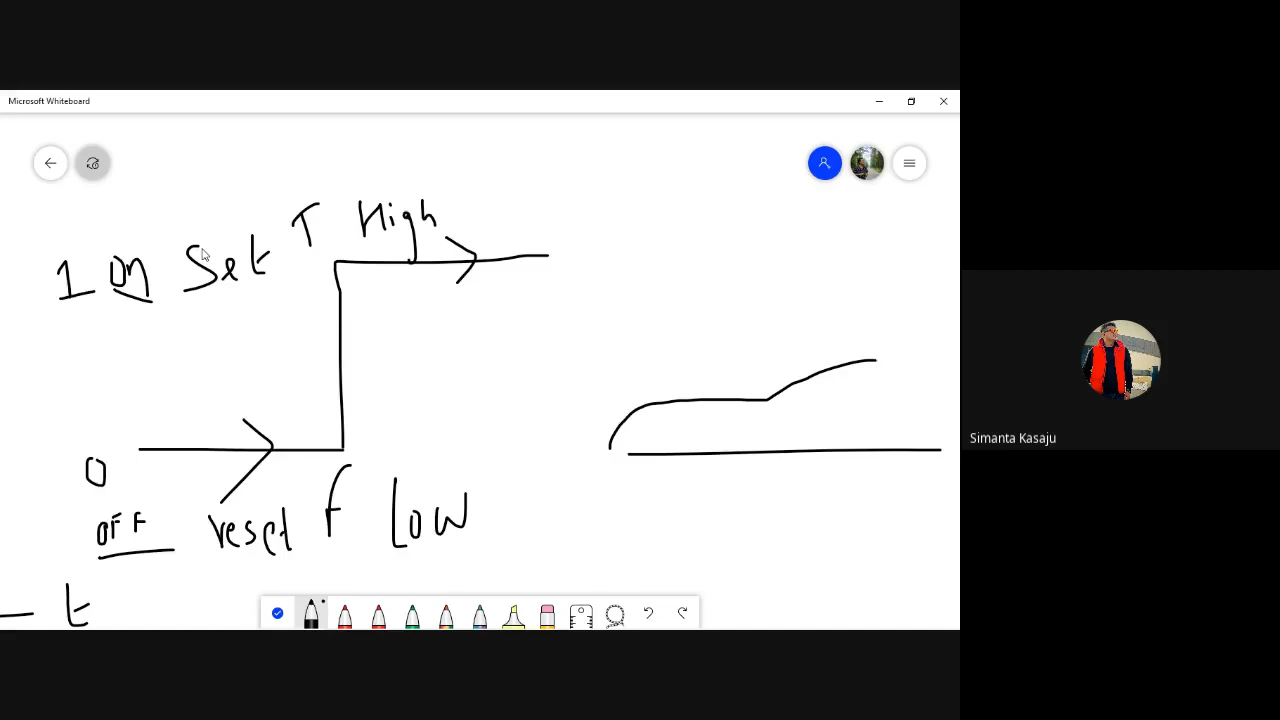 Microsoft Whiteboard
1 On Set T High
0
OFF reset F Low
t
Simanta Kasaju